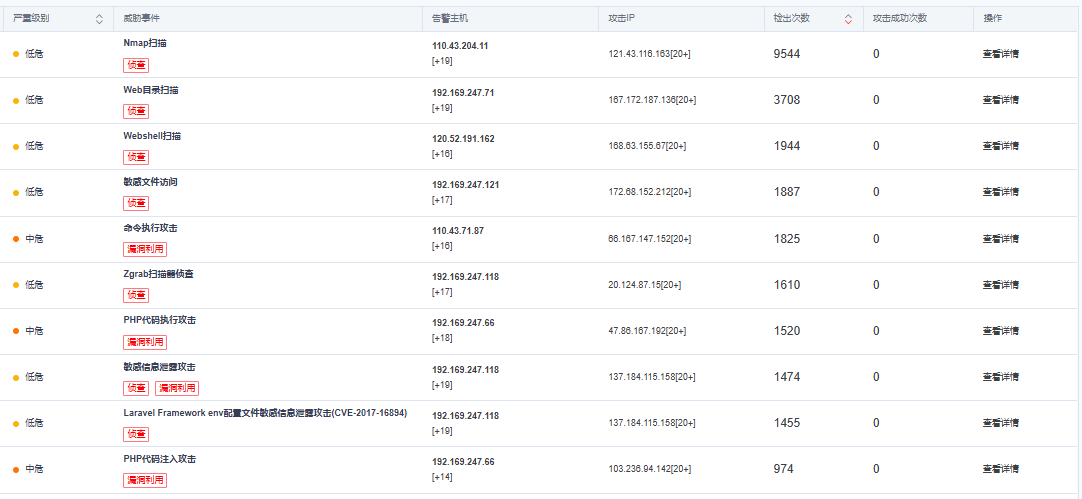 严重级别 威胁事件 告警主机 攻击IP 检出次数 攻击成功次数 操作
低危 Nmap扫描 110.43.204.11 121.43.116.163[20+] 9544 0 查看详情
侦查 [+19]
低危 Web目录扫描 192.169.247.71 167.172.187.136[20+] 3708 0 查看详情
侦查 [+19]
低危 Webshell扫描 120.52.191.162 168.63.155.67[20+] 1944 0 查看详情
侦查 [+16]
低危 敏感文件访问 192.169.247.121 172.68.152.212[20+] 1887 0 查看详情
侦查 [+17]
中危 命令执行攻击 110.43.71.87 66.167.147.152[20+] 1825 0 查看详情
漏洞利用 [+16]
低危 Zgrab扫描器侦查 192.169.247.118 20.124.87.15[20+] 1610 0 查看详情
侦查 [+17]
中危 PHP代码执行攻击 192.169.247.66 47.86.167.192[20+] 1520 0 查看详情
漏洞利用 [+18]
低危 敏感信息泄露攻击 192.169.247.118 137.184.115.158[20+] 1474 0 查看详情
侦查 漏洞利用 [+19]
低危 Laravel Framework env配置文件敏感信息泄露攻击(CVE-2017-16894) 192.169.247.118 137.184.115.158[20+] 1455 0 查看详情
侦查 [+19]
中危 PHP代码注入攻击 192.169.247.66 103.236.94.142[20+] 974 0 查看详情
漏洞利用 [+14]